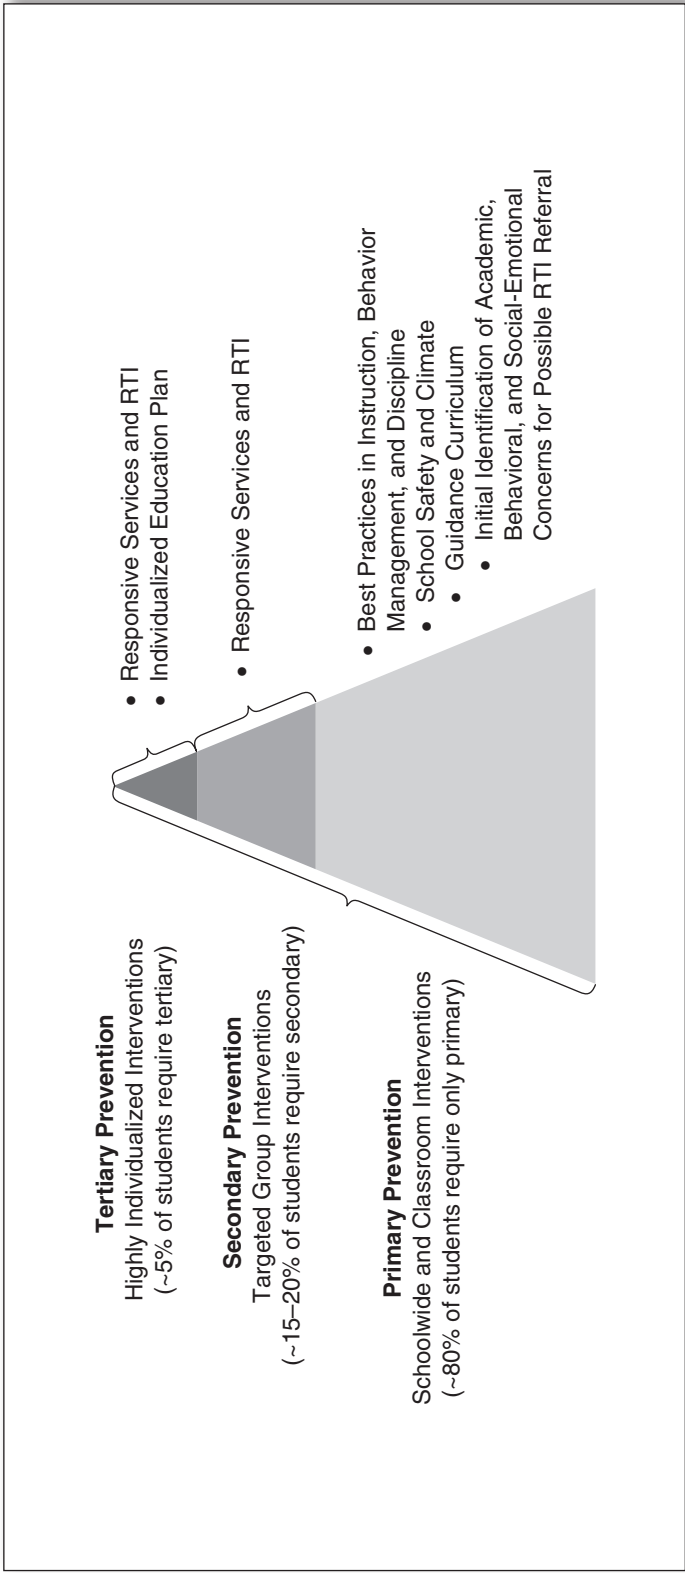 Tertiary Prevention
Highly Individualized Interventions
(~5% of students require tertiary)
• Responsive Services and RTI
• Individualized Education Plan
Secondary Prevention
Targeted Group Interventions
(~15–20% of students require secondary)
• Responsive Services and RTI
Primary Prevention
Schoolwide and Classroom Interventions
(~80% of students require only primary)
• Best Practices in Instruction, Behavior
Management, and Discipline
• School Safety and Climate
• Guidance Curriculum
• Initial Identification of Academic,
Behavioral, and Social-Emotional
Concerns for Possible RTI Referral